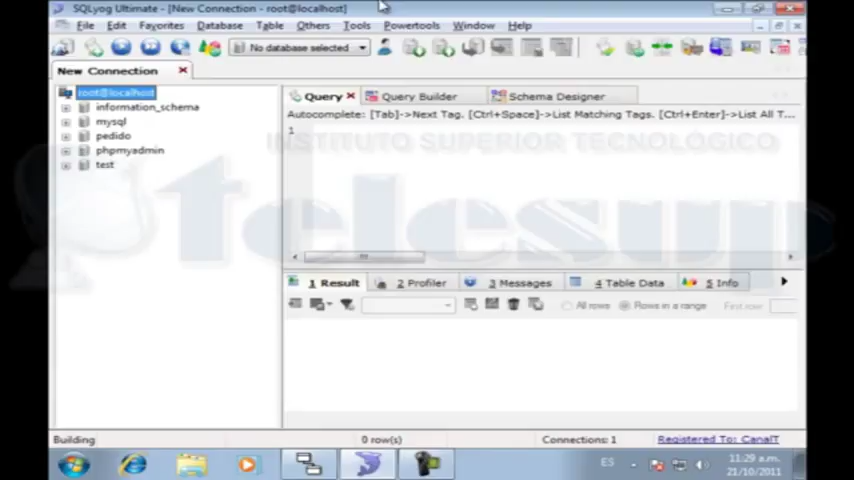 SQLyog Ultimate - [New Connection - root@localhost]
File Edit Favorites Database Table Others Tools Powertools Window Help
No database selected
New Connection
root@localhost
information_schema
mysql
pedido
phpmyadmin
test
Query Query Builder Schema Designer
Autocomplete: [Tab]->Next Tag. [Ctrl+Space]->List Matching Tags. [Ctrl+Enter]->List All T...
1
INSTITUTO SUPERIOR TECNOLÓGICO
telesup
1 Result 2 Profiler 3 Messages 4 Table Data 5 Info
All rows Rows in a range First row:
Building 0 row(s) Connections: 1 Registered To: CanalT
ES 11:29 a.m.
21/10/2011